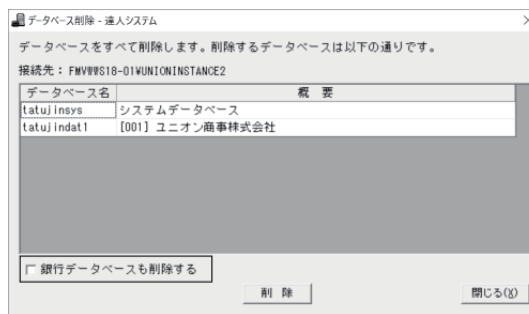 データベース削除 - 達人システム
データベースをすべて削除します。削除するデータベースは以下の通りです。
接続先： FMVWWS18-01¥UNIONINSTANCE2
データベース名 概 要
tatujinsys システムデータベース
tatujindat1 [001] ユニオン商事株式会社
銀行データベースも削除する
削 除 閉じる(X)